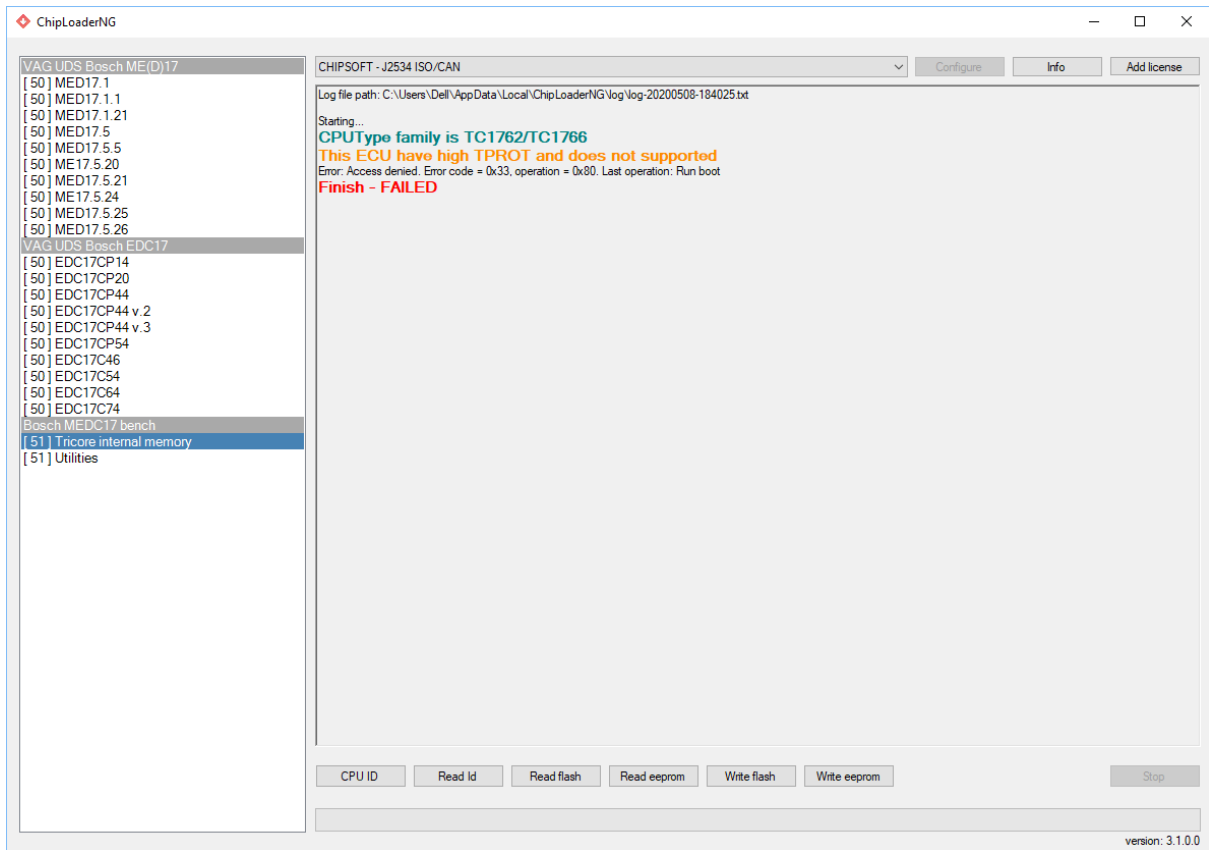 ChipLoaderNG
VAG UDS Bosch ME(D)17
[ 50 ] MED17.1
[ 50 ] MED17.1.1
[ 50 ] MED17.1.21
[ 50 ] MED17.5
[ 50 ] MED17.5.5
[ 50 ] ME17.5.20
[ 50 ] MED17.5.21
[ 50 ] ME17.5.24
[ 50 ] MED17.5.25
[ 50 ] MED17.5.26
VAG UDS Bosch EDC17
[ 50 ] EDC17CP14
[ 50 ] EDC17CP20
[ 50 ] EDC17CP44
[ 50 ] EDC17CP44 v.2
[ 50 ] EDC17CP44 v.3
[ 50 ] EDC17CP54
[ 50 ] EDC17C46
[ 50 ] EDC17C54
[ 50 ] EDC17C64
[ 50 ] EDC17C74
Bosch MEDC17 bench
[ 51 ] Tricore internal memory
[ 51 ] Utilities
CHIPSOFT - J2534 ISO/CAN
Configure
Info
Add license
Log file path: C:\Users\Dell\AppData\Local\ChipLoaderNG\log\log-20200508-184025.txt
Starting...
CPUType family is TC1762/TC1766
This ECU have high TPROT and does not supported
Error: Access denied. Error code = 0x33, operation = 0x80. Last operation: Run boot
Finish - FAILED
CPU ID
Read Id
Read flash
Read eeprom
Write flash
Write eeprom
Stop
version: 3.1.0.0